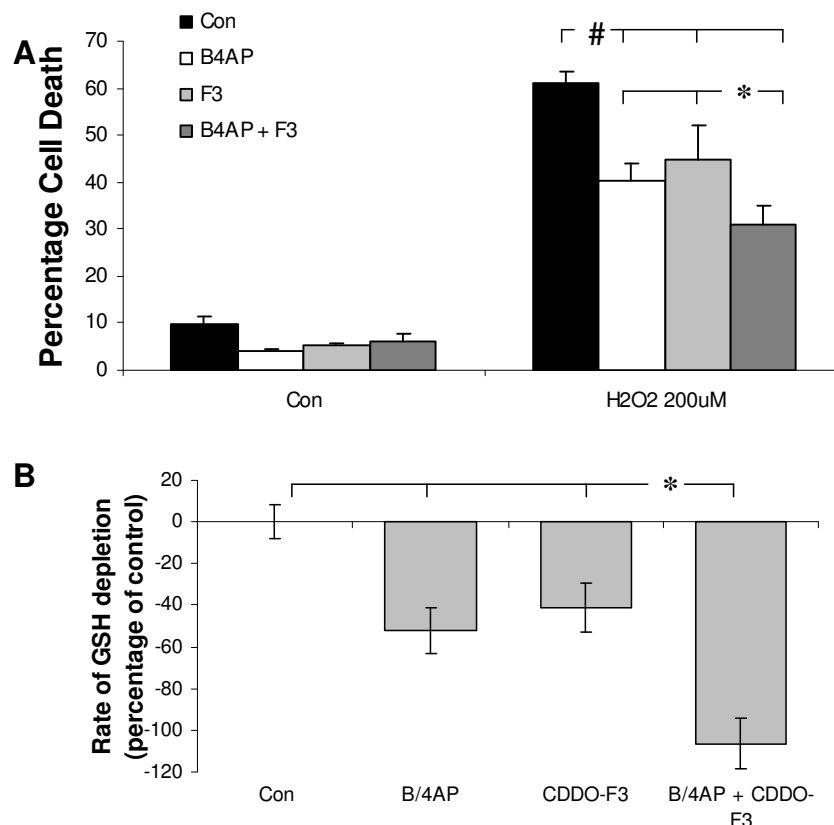 A
Percentage Cell Death
70
60
50
40
30
20
10
0
Con
B4AP
F3
B4AP + F3
#
*
Con
H2O2 200uM
B
Rate of GSH depletion
(percentage of control)
20
0
-20
-40
-60
-80
-100
-120
*
Con
B/4AP
CDDO-F3
B/4AP + CDDO-
F3